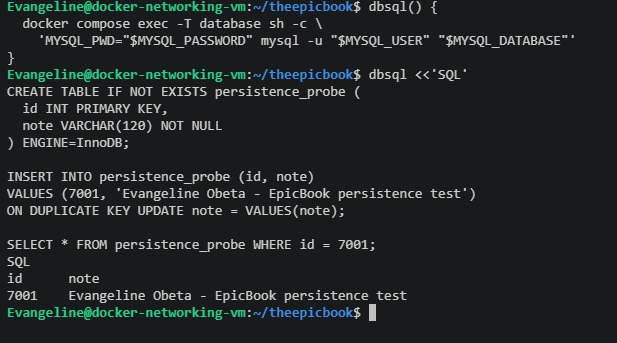 Evangeline@docker-networking-vm:~/theepicbook$ dbsql() {
  docker compose exec -T database sh -c \
    'MYSQL_PWD="$MYSQL_PASSWORD" mysql -u "$MYSQL_USER" "$MYSQL_DATABASE"'
}
Evangeline@docker-networking-vm:~/theepicbook$ dbsql <<'SQL'
CREATE TABLE IF NOT EXISTS persistence_probe (
  id INT PRIMARY KEY,
  note VARCHAR(120) NOT NULL
) ENGINE=InnoDB;

INSERT INTO persistence_probe (id, note)
VALUES (7001, 'Evangeline Obeta - EpicBook persistence test')
ON DUPLICATE KEY UPDATE note = VALUES(note);

SELECT * FROM persistence_probe WHERE id = 7001;
SQL
id      note
7001    Evangeline Obeta - EpicBook persistence test
Evangeline@docker-networking-vm:~/theepicbook$